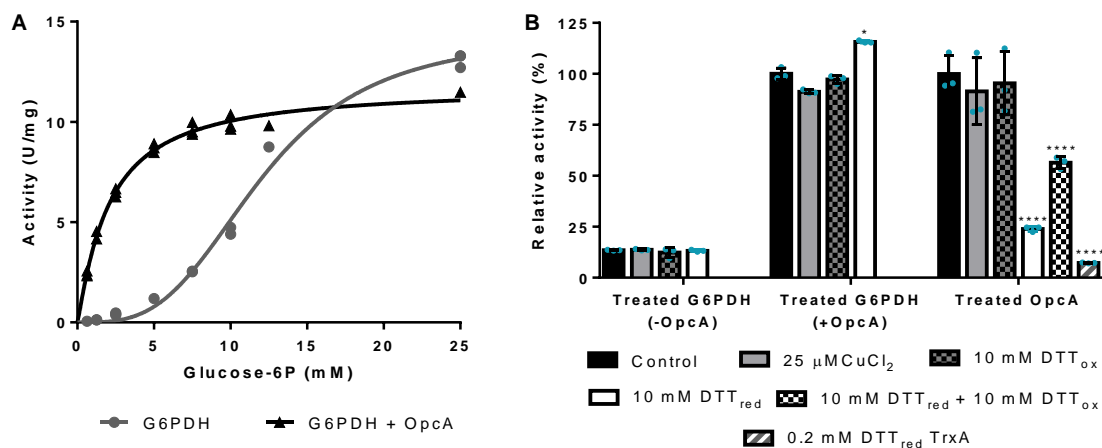 A
15
10
5
0
Activity (U/mg)
0 5 10 15 20 25
Glucose-6P (mM)
G6PDH
G6PDH + OpcA
B
125
100
75
50
25
0
Relative activity (%)
*
****
****
****
Treated G6PDH
(-OpcA)
Treated G6PDH
(+OpcA)
Treated OpcA
Control
25 μMCuCl₂
10 mM DTTox
10 mM DTTred
10 mM DTTred + 10 mM DTTox
0.2 mM DTTred TrxA